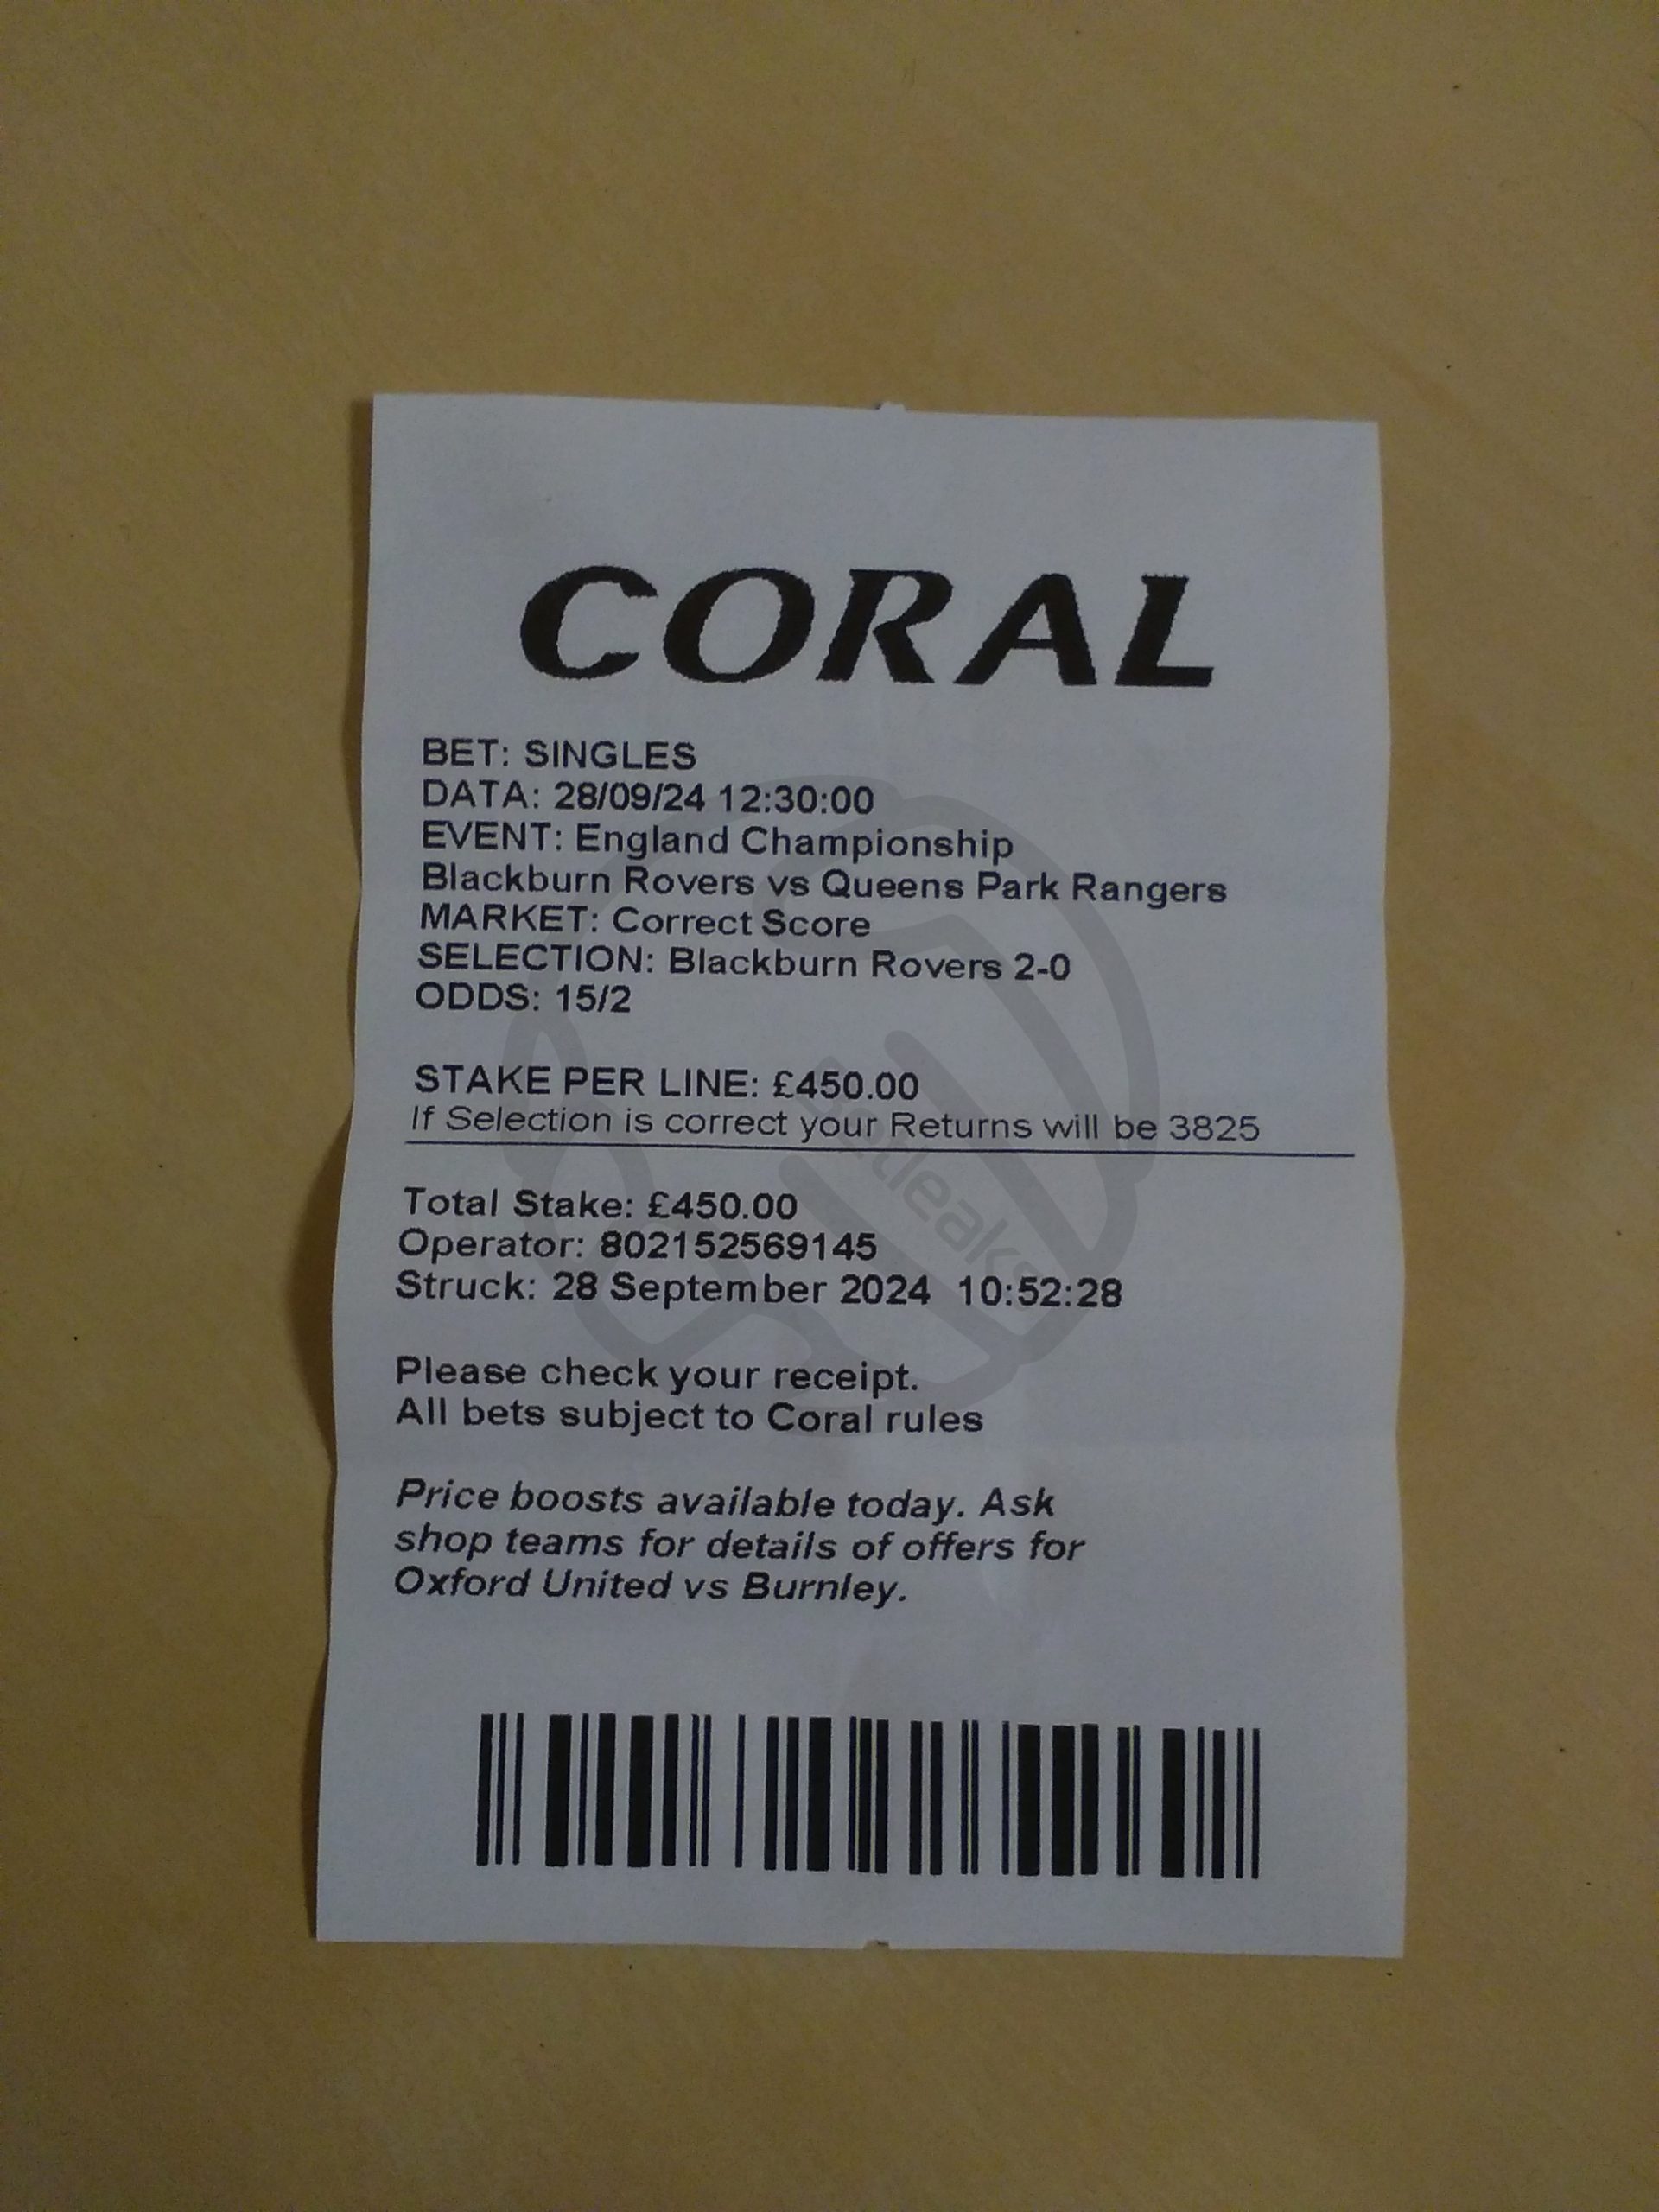 CORAL
BET: SINGLES
DATA: 28/09/24 12:30:00
EVENT: England Championship
Blackburn Rovers vs Queens Park Rangers
MARKET: Correct Score
SELECTION: Blackburn Rovers 2-0
ODDS: 15/2
STAKE PER LINE: £450.00
If Selection is correct your Returns will be 3825
Total Stake: £450.00
Operator: 802152569145
Struck: 28 September 2024 10:52:28
Please check your receipt.
All bets subject to Coral rules
Price boosts available today. Ask
shop teams for details of offers for
Oxford United vs Burnley.